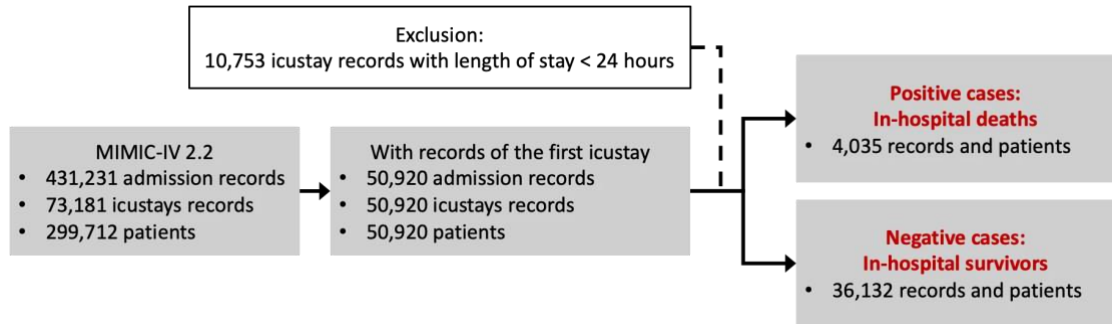 Exclusion:
10,753 icustay records with length of stay < 24 hours
MIMIC-IV 2.2
• 431,231 admission records
• 73,181 icustays records
• 299,712 patients
With records of the first icustay
• 50,920 admission records
• 50,920 icustays records
• 50,920 patients
Positive cases:
In-hospital deaths
• 4,035 records and patients
Negative cases:
In-hospital survivors
• 36,132 records and patients